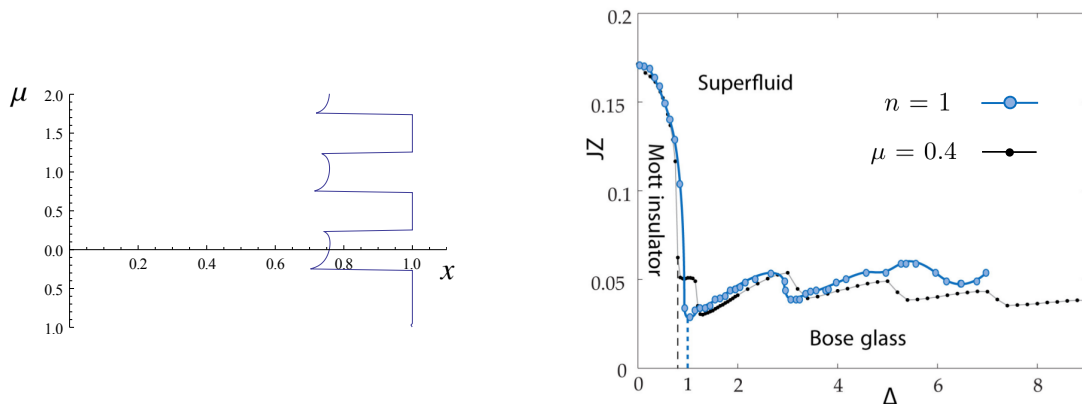 μ
2.0
1.5
1.0
0.5
0.0
0.5
1.0
0.2 0.4 0.6 0.8 1.0
x
0.2
0.15
0.1
0.05
0
JZ
Superfluid
Mott insulator
Bose glass
n = 1
μ = 0.4
0 1 2 4 6 8
Δ